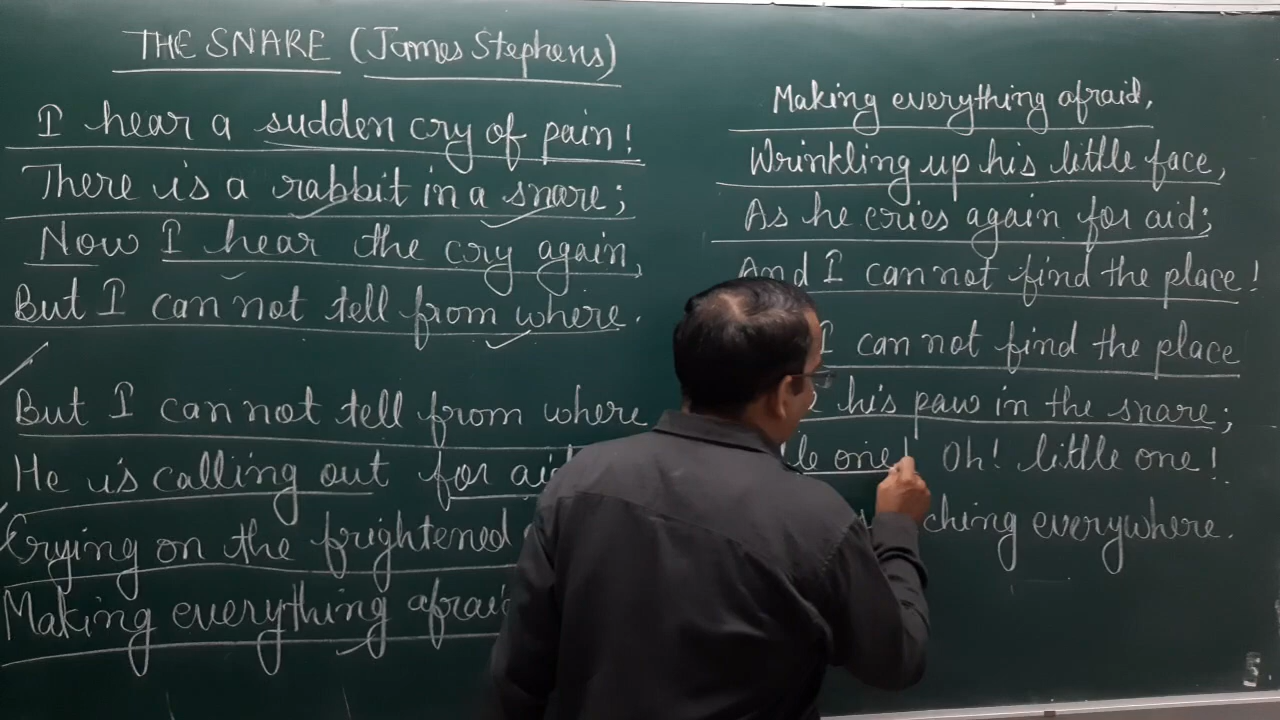 THE SNARE (James Stephens)
I hear a sudden cry of pain!
There is a rabbit in a snare;
Now I hear the cry again,
But I can not tell from where.
But I can not tell from where
He is calling out for aid
Crying on the frightened
Making everything afraid
Making everything afraid,
Wrinkling up his little face,
As he cries again for aid;
And I can not find the place!
I can not find the place
his paw in the snare;
one! Oh! little one!
everywhere.